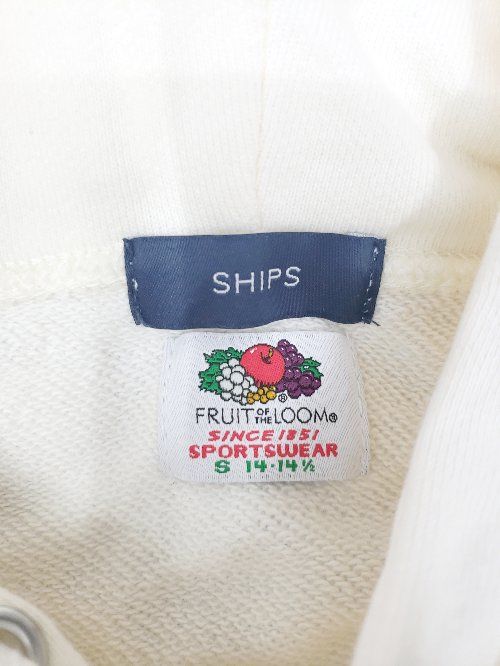 SHIPS
®
FRUIT OF THE LOOM®
SINCE 1851
SPORTSWEAR
S 14-14½